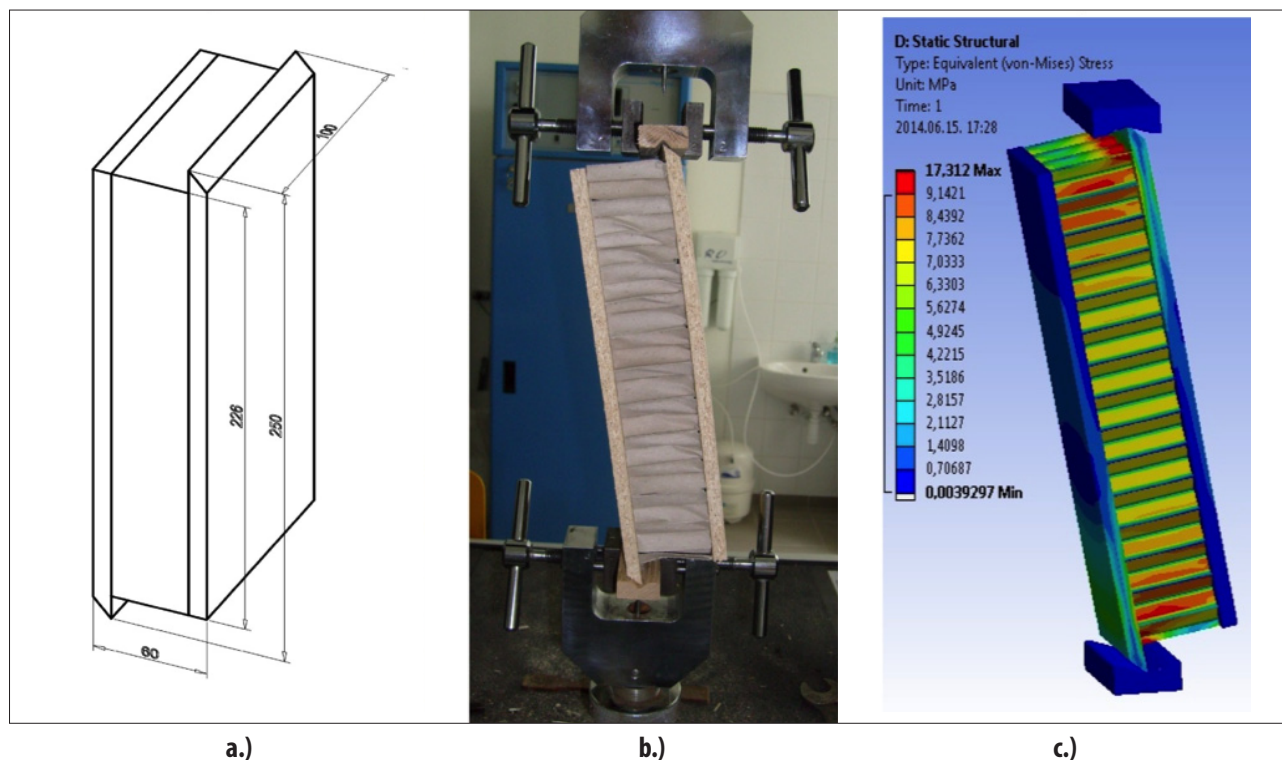 100
226
250
60
D: Static Structural
Type: Equivalent (von-Mises) Stress
Unit: MPa
Time: 1
2014.06.15. 17:28
17,312 Max
9,1421
8,4392
7,7362
7,0333
6,3303
5,6274
4,9245
4,2215
3,5186
2,8157
2,1127
1,4098
0,70687
0,0039297 Min
a.)
b.)
c.)